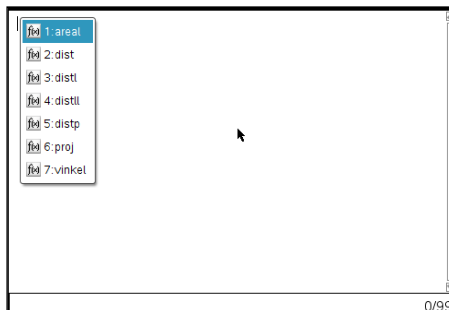 f(x) 1:areal
f(x) 2:dist
f(x) 3:distl
f(x) 4:distll
f(x) 5:distp
f(x) 6:proj
f(x) 7:vinkel
0/99